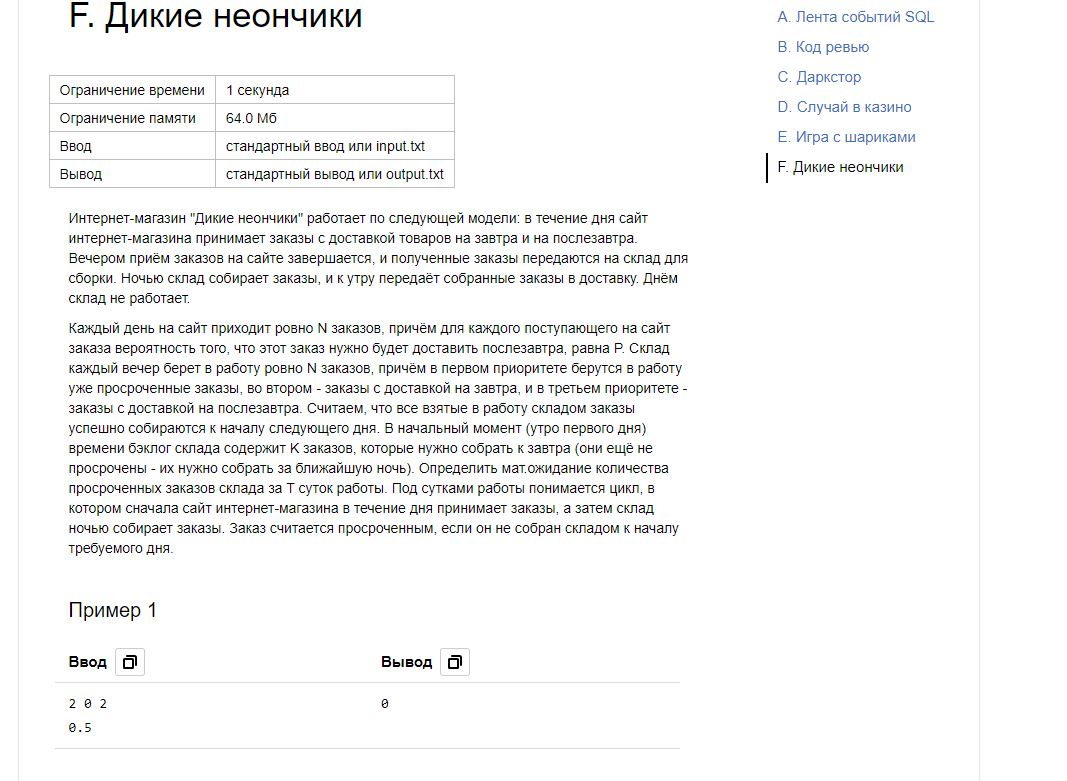 F. Дикие неончики
Ограничение времени 1 секунда
Ограничение памяти 64.0 Мб
Ввод стандартный ввод или input.txt
Вывод стандартный вывод или output.txt
Интернет-магазин "Дикие неончики" работает по следующей модели: в течение дня сайт
интернет-магазина принимает заказы с доставкой товаров на завтра и на послезавтра.
Вечером приём заказов на сайте завершается, и полученные заказы передаются на склад для
сборки. Ночью склад собирает заказы, и к утру передаёт собранные заказы в доставку. Днём
склад не работает.
Каждый день на сайт приходит ровно N заказов, причём для каждого поступающего на сайт
заказа вероятность того, что этот заказ нужно будет доставить послезавтра, равна P. Склад
каждый вечер берет в работу ровно N заказов, причём в первом приоритете берутся в работу
уже просроченные заказы, во втором - заказы с доставкой на завтра, и в третьем приоритете -
заказы с доставкой на послезавтра. Считаем, что все взятые в работу складом заказы
успешно собираются к началу следующего дня. В начальный момент (утро первого дня)
времени бэклог склада содержит K заказов, которые нужно собрать к завтра (они ещё не
просрочены - их нужно собрать за ближайшую ночь). Определить мат.ожидание количества
просроченных заказов склада за T суток работы. Под сутками работы понимается цикл, в
котором сначала сайт интернет-магазина в течение дня принимает заказы, а затем склад
ночью собирает заказы. Заказ считается просроченным, если он не собран складом к началу
требуемого дня.
Пример 1
Ввод Вывод
2 0 2 0
0.5
A. Лента событий SQL
B. Код ревью
C. Даркстор
D. Случай в казино
E. Игра с шариками
F. Дикие неончики